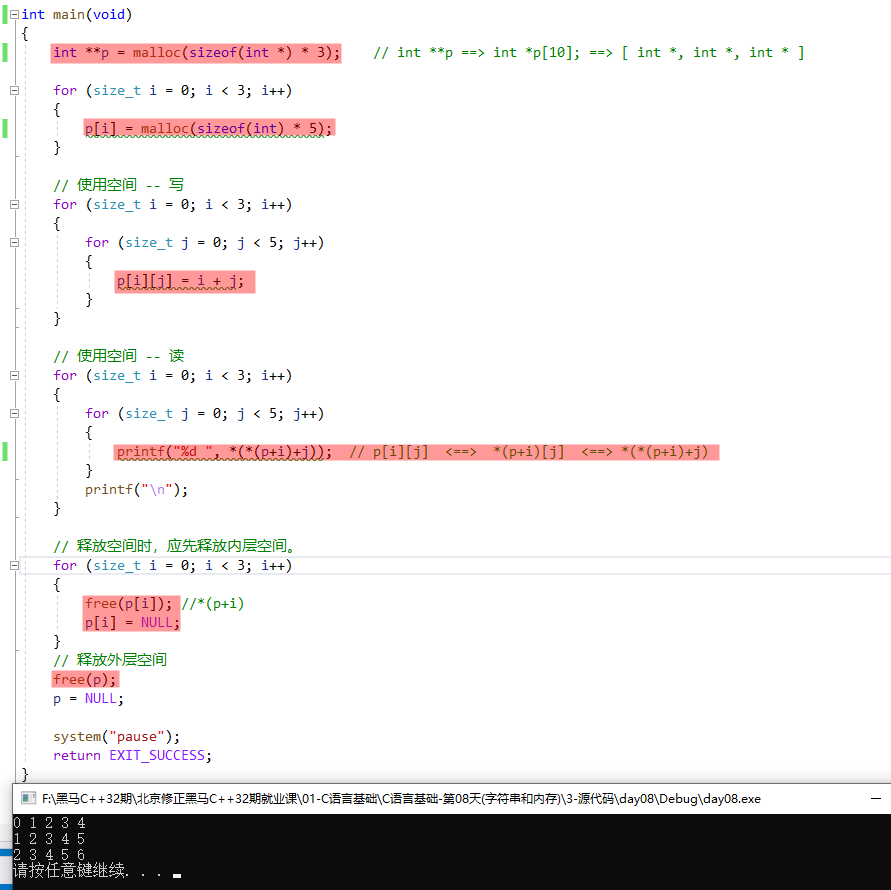 int main(void)
{
int **p = malloc(sizeof(int *) * 3);    // int **p ==> int *p[10]; ==> [ int *, int *, int * ]
for (size_t i = 0; i < 3; i++)
{
p[i] = malloc(sizeof(int) * 5);
}
// 使用空间 -- 写
for (size_t i = 0; i < 3; i++)
{
for (size_t j = 0; j < 5; j++)
{
p[i][j] = i + j;
}
}
// 使用空间 -- 读
for (size_t i = 0; i < 3; i++)
{
for (size_t j = 0; j < 5; j++)
{
printf("%d ", *(*(p+i)+j));  // p[i][j]  <==>  *(p+i)[j]  <==> *(*(p+i)+j)
}
printf("\n");
}
// 释放空间时，应先释放内层空间。
for (size_t i = 0; i < 3; i++)
{
free(p[i]); //*(p+i)
p[i] = NULL;
}
// 释放外层空间
free(p);
p = NULL;
system("pause");
return EXIT_SUCCESS;
}
F:\黑马C++32期\北京修正黑马C++32期就业课\01-C语言基础\C语言基础-第08天(字符串和内存)\3-源代码\day08\Debug\day08.exe
0 1 2 3 4
1 2 3 4 5
2 3 4 5 6
请按任意键继续. . .